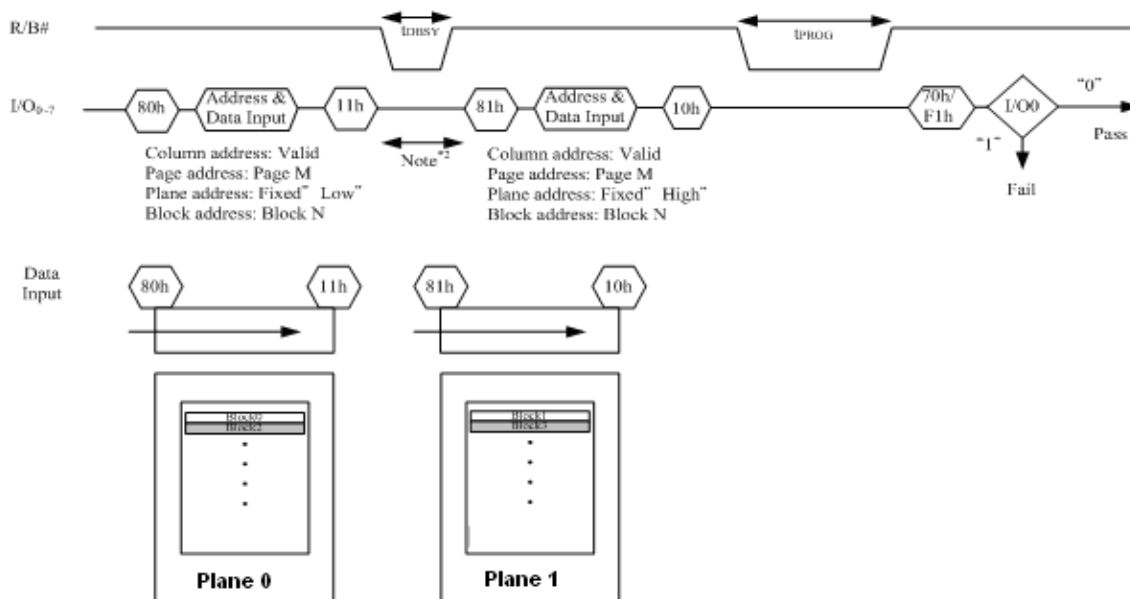 R/B#
tDBSY
tPROG
I/O0-7
80h
Address &
Data Input
11h
81h
Address &
Data Input
10h
70h/
F1h
I/O0
“0”
Pass
“1”
Fail
Note*2
Column address: Valid
Page address: Page M
Plane address: Fixed” Low”
Block address: Block N
Column address: Valid
Page address: Page M
Plane address: Fixed” High”
Block address: Block N
Data
Input
80h
11h
81h
10h
Block0
Block2
Block1
Block3
Plane 0
Plane 1